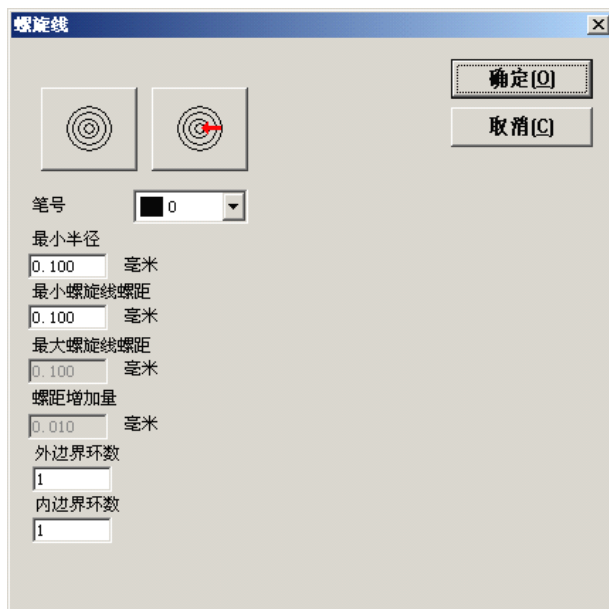 螺旋线
确定(O)
取消(C)
笔号 0
最小半径
0.100 毫米
最小螺旋线螺距
0.100 毫米
最大螺旋线螺距
0.100 毫米
螺距增加量
0.010 毫米
外边界环数
1
内边界环数
1